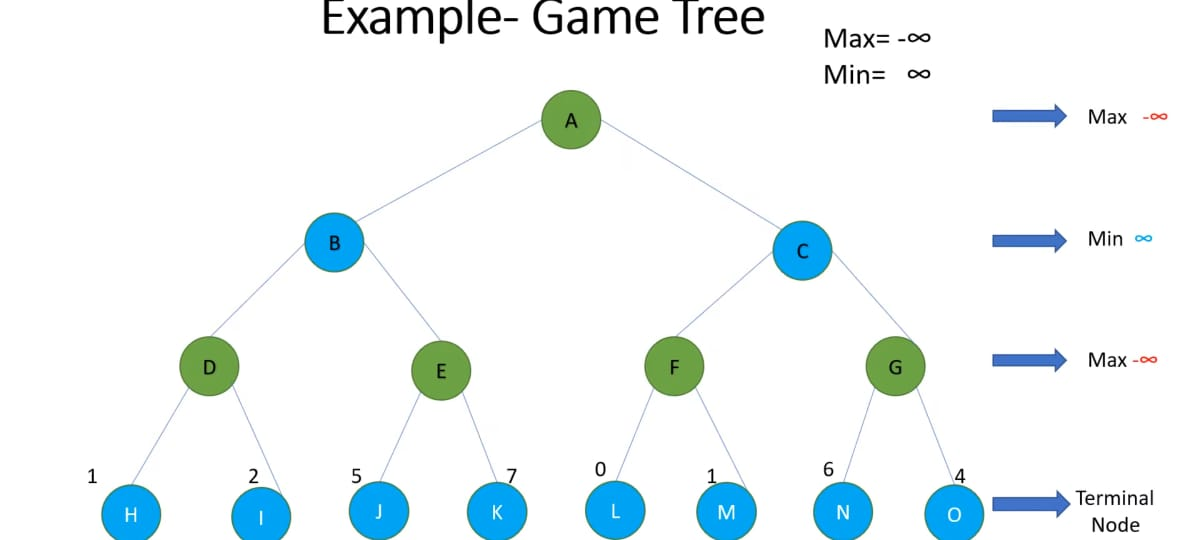 Example- Game Tree
Max= -∞
Min= ∞
A
Max -∞
B
C
Min ∞
D
E
F
G
Max -∞
1
2
5
7
0
1
6
4
H
I
J
K
L
M
N
O
Terminal
Node